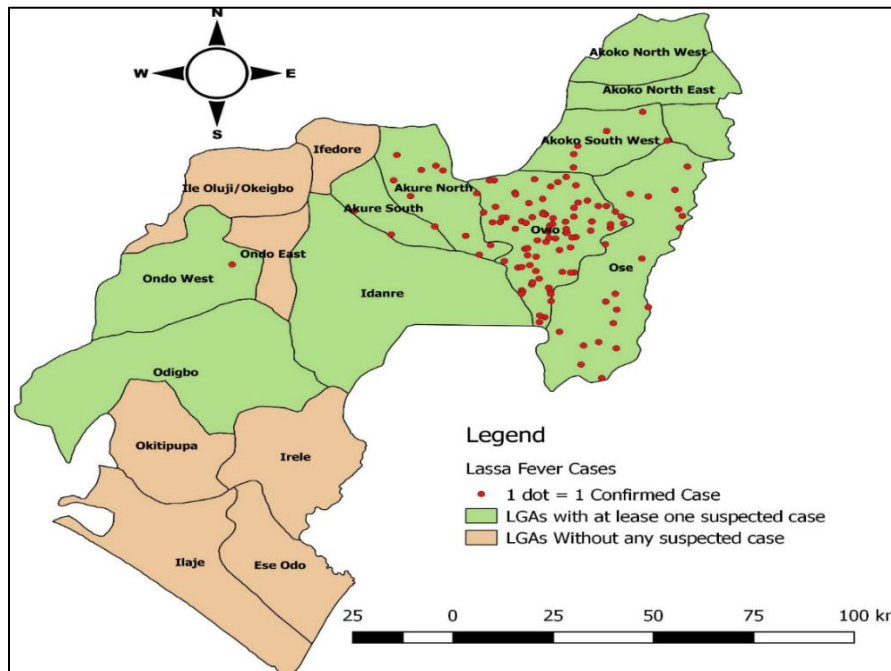 N
W E
S
Akoko North West
Akoko North East
Akoko South West
Ifedore
Ile Oluji/Okeigbo
Akure North
Akure South
Owo
Ondo East
Ose
Ondo West
Idanre
Odigbo
Okitipupa
Irele
Ilaje
Ese Odo
Legend
Lassa Fever Cases
1 dot = 1 Confirmed Case
LGAs with at lease one suspected case
LGAs Without any suspected case
25 0 25 50 75 100 km